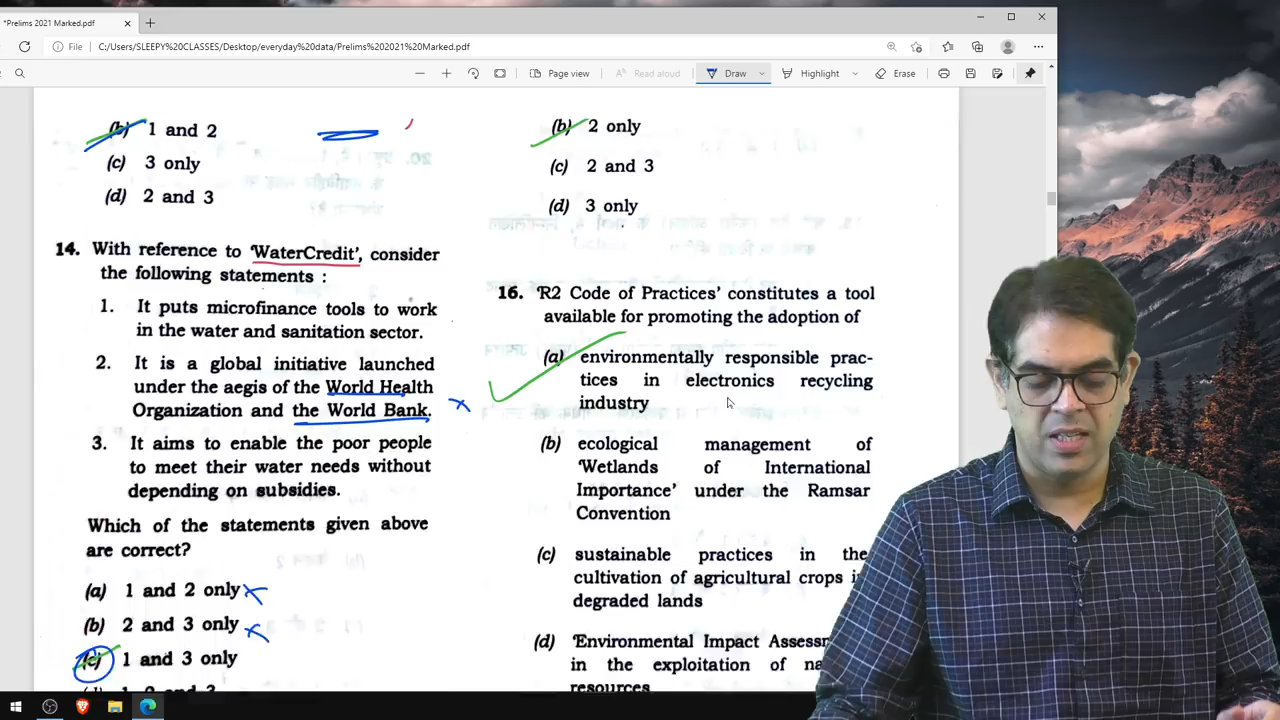 *Prelims 2021 Marked.pdf
File
C:/Users/SLEEPY%20CLASSES/Desktop/everyday%20data/Prelims%202021%20Marked.pdf
Page view
Read aloud
Draw
Highlight
Erase
(b) 1 and 2
(c) 3 only
(d) 2 and 3
14. With reference to 'WaterCredit', consider
the following statements :
1. It puts microfinance tools to work
in the water and sanitation sector.
2. It is a global initiative launched
under the aegis of the World Health
Organization and the World Bank.
3. It aims to enable the poor people
to meet their water needs without
depending on subsidies.
Which of the statements given above
are correct?
(a) 1 and 2 only
(b) 2 and 3 only
(c) 1 and 3 only
(b) 2 only
(c) 2 and 3
(d) 3 only
16. 'R2 Code of Practices' constitutes a tool
available for promoting the adoption of
(a) environmentally responsible prac-
tices in electronics recycling
industry
(b) ecological management of
'Wetlands of International
Importance' under the Ramsar
Convention
(c) sustainable practices in the
cultivation of agricultural crops
degraded lands
(d) 'Environmental Impact
in the exploitation of
resources